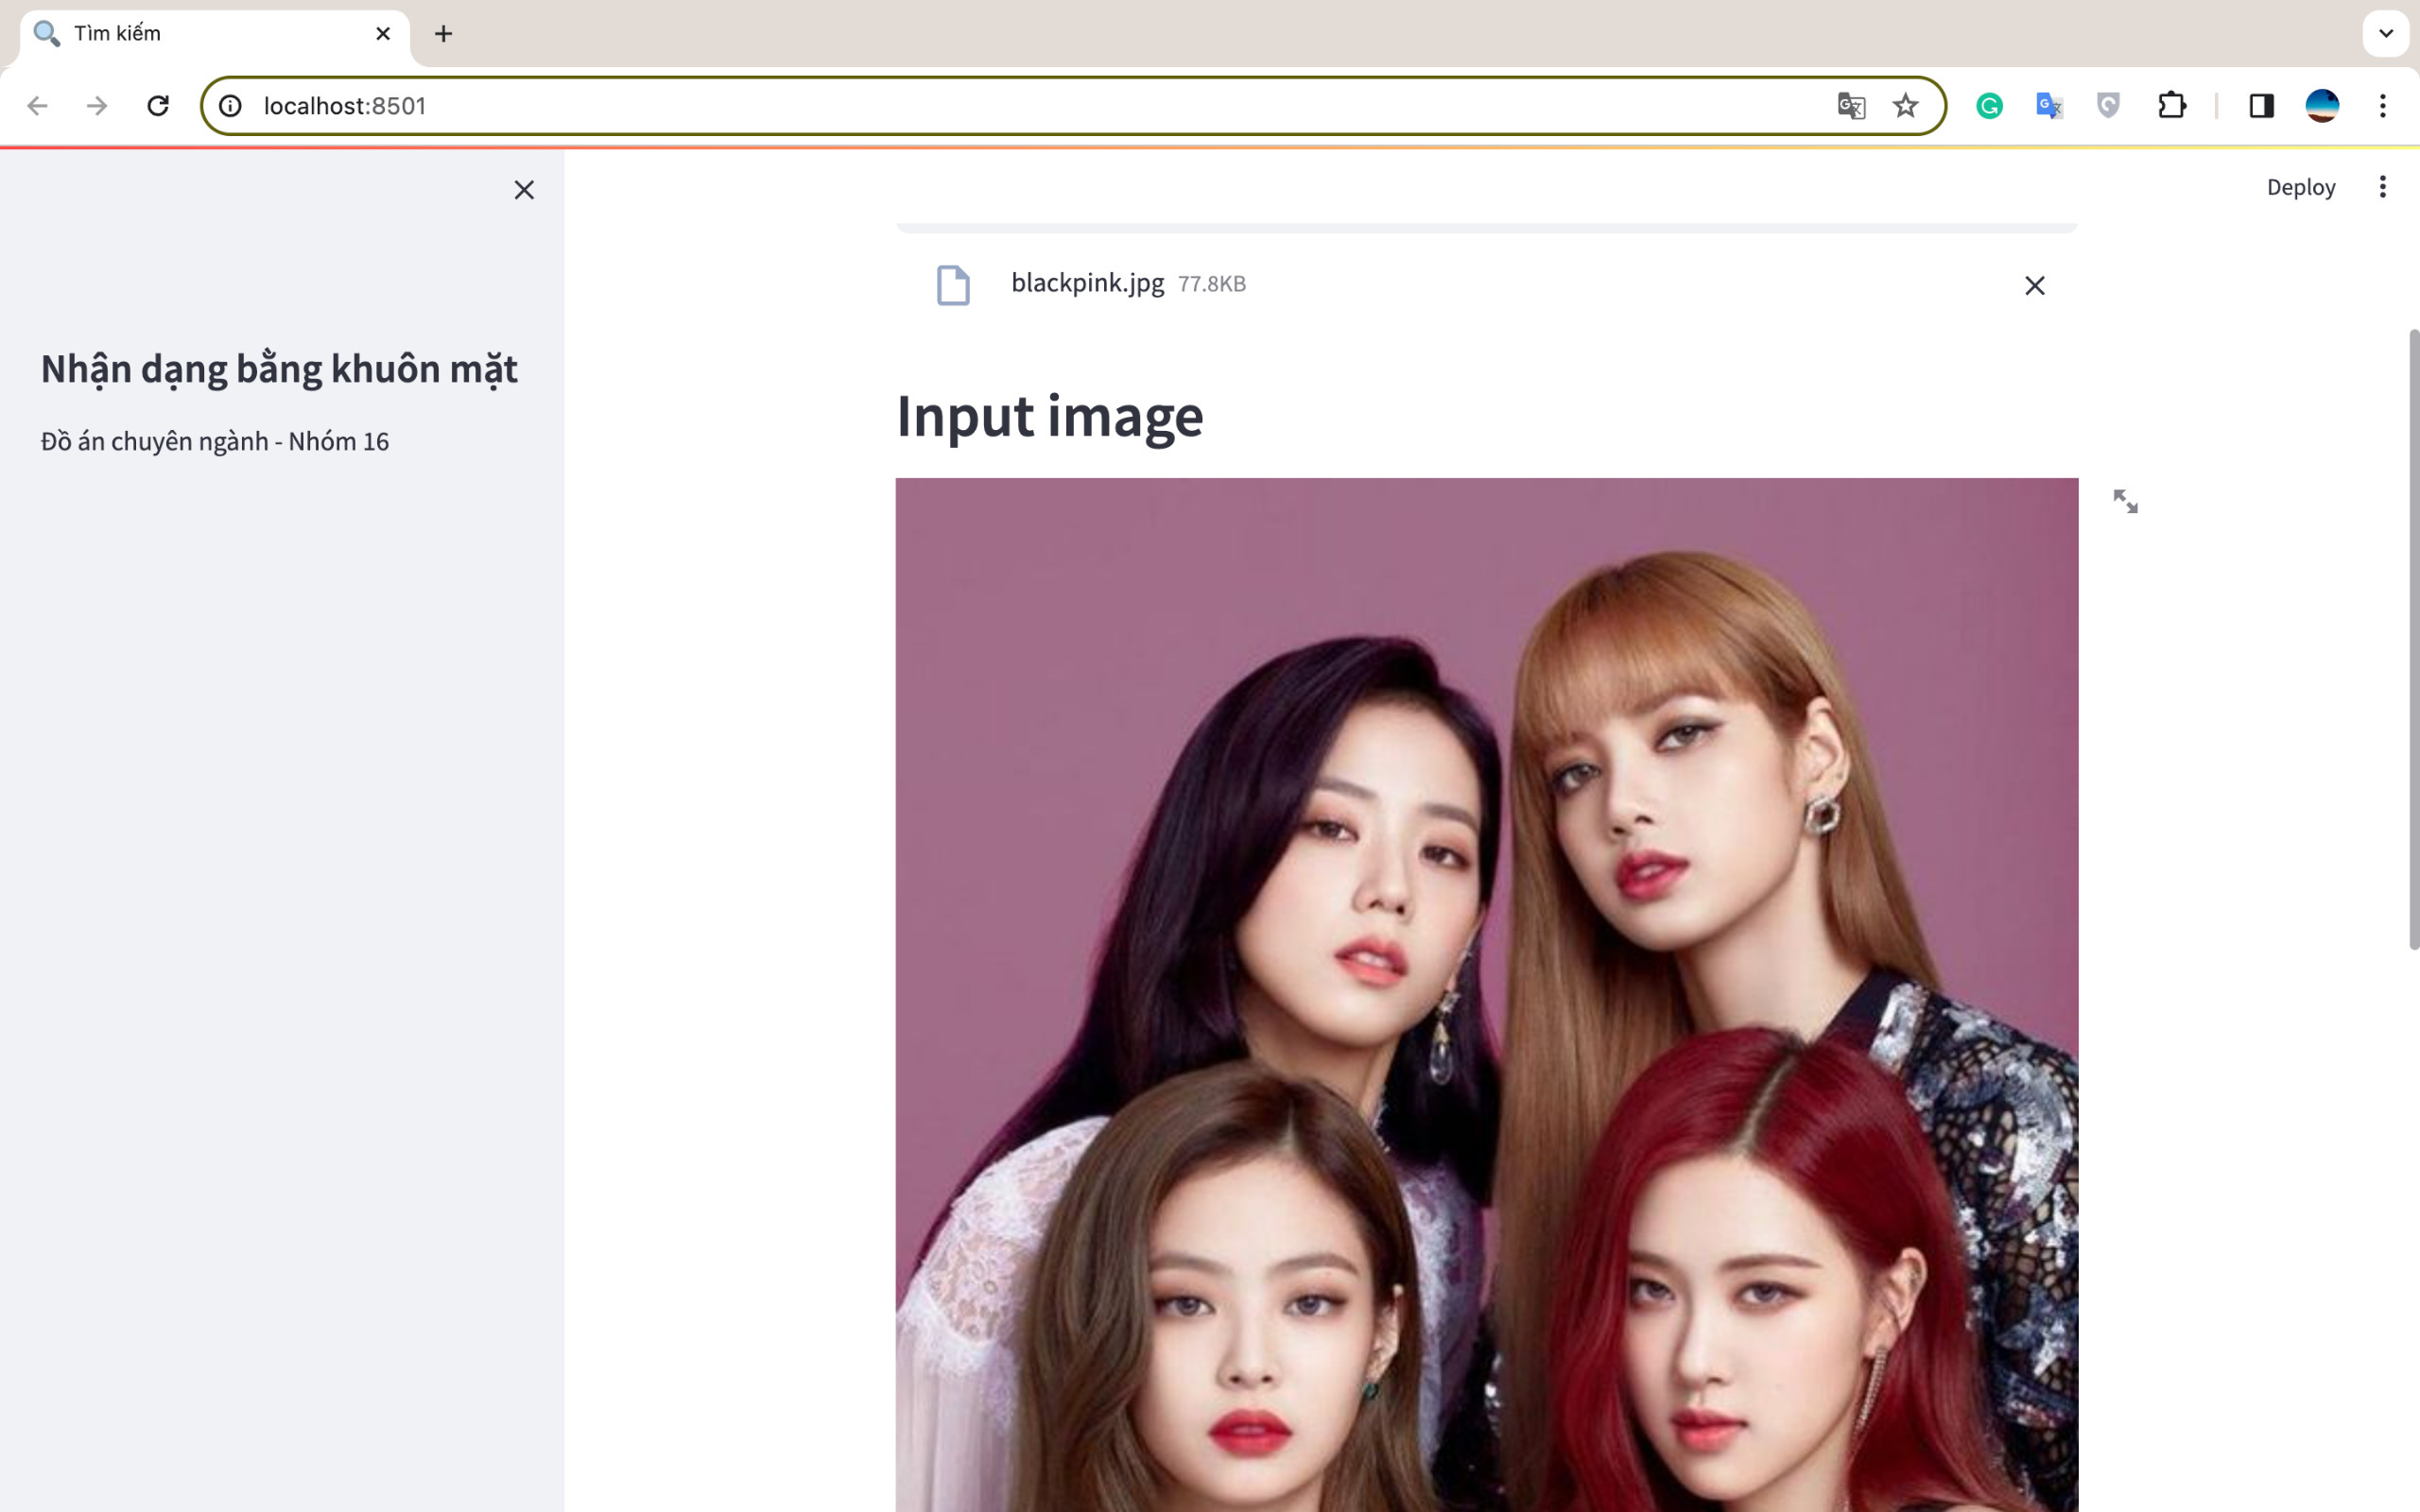 Tìm kiếm
localhost:8501
Deploy
Nhận dạng bằng khuôn mặt
Đồ án chuyên ngành - Nhóm 16
blackpink.jpg 77.8KB
Input image